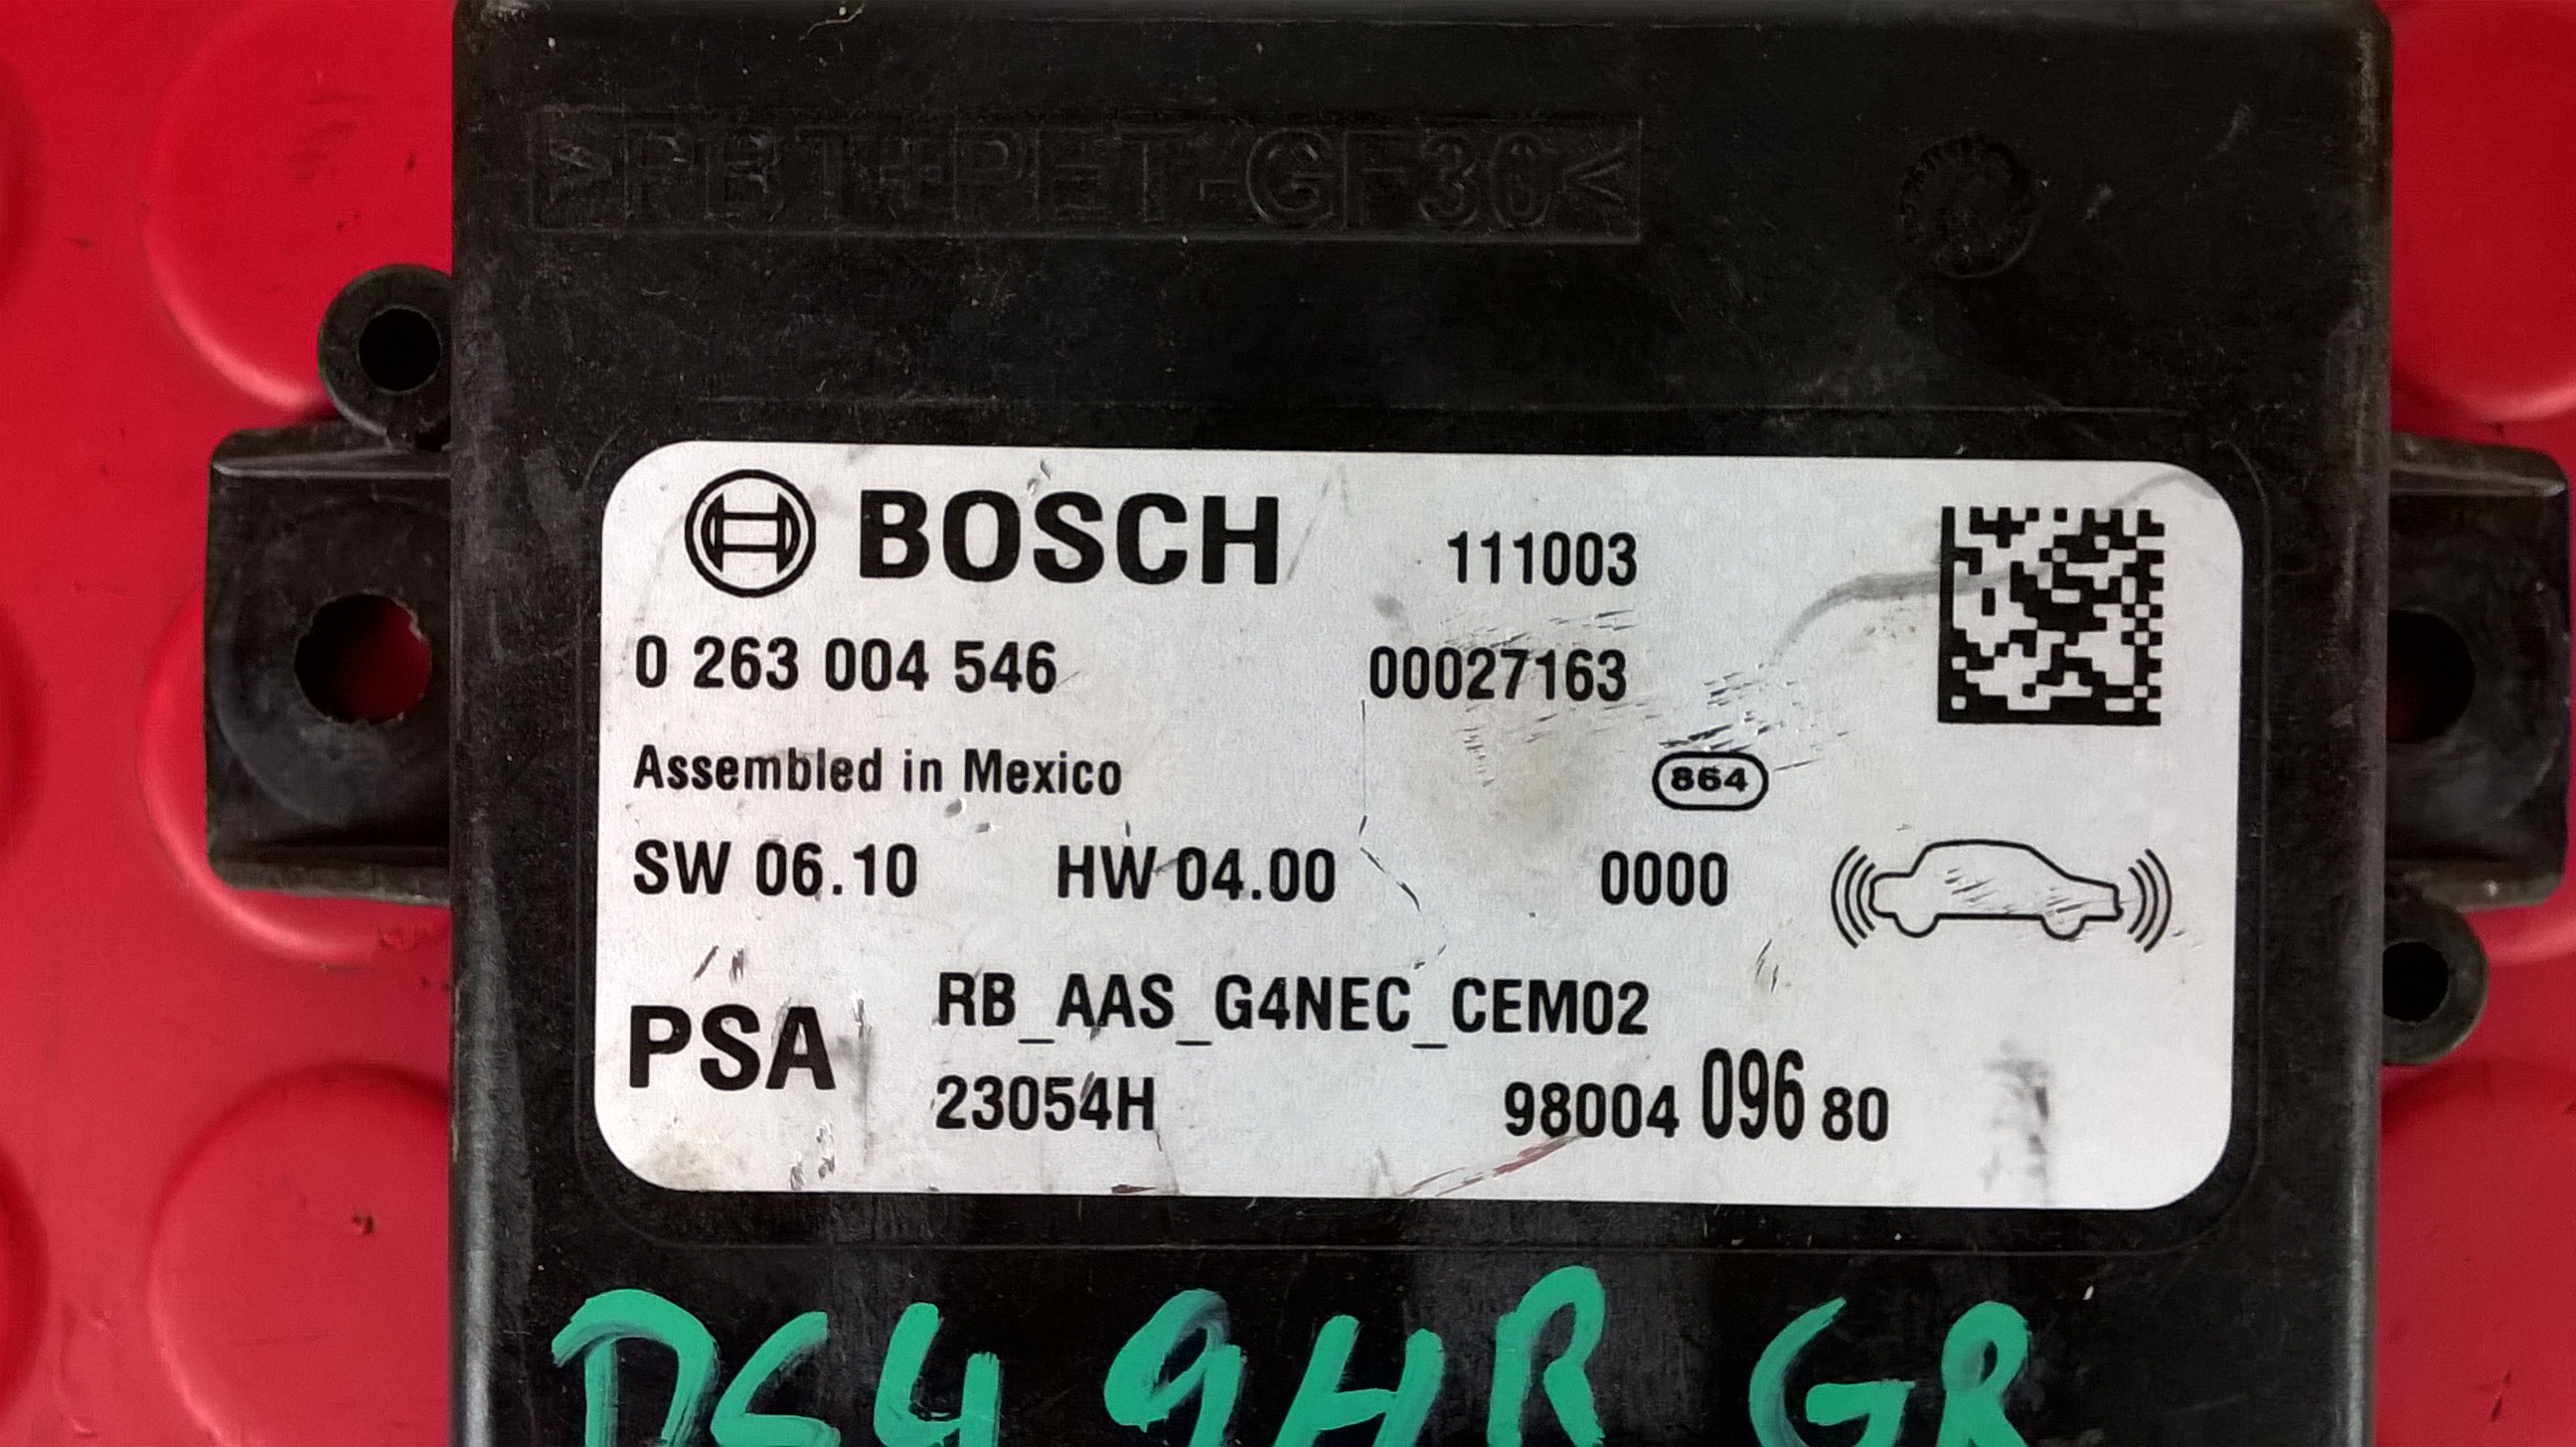 >PBT+PET-GF30<
BOSCH 111003
0 263 004 546 00027163
Assembled in Mexico 864
SW 06.10 HW 04.00 0000
PSA RB_AAS_G4NEC_CEM02
23054H 98004 096 80
DS4 9HR GR